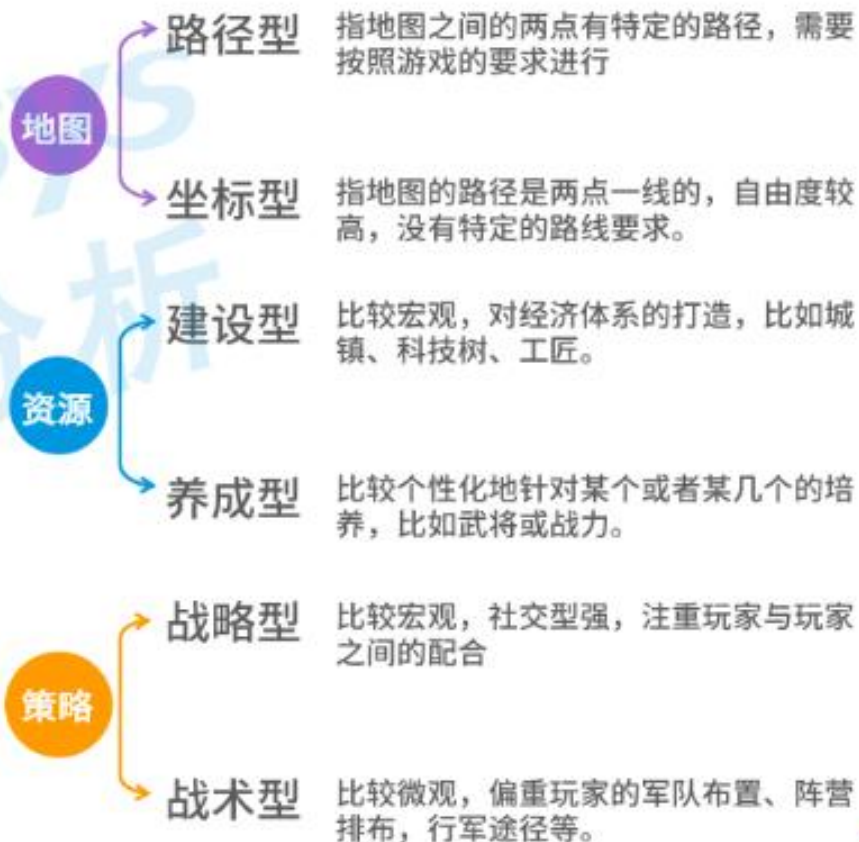 路径型
指地图之间的两点有特定的路径，需要
按照游戏的要求进行
地图
坐标型
指地图的路径是两点一线的，自由度较
高，没有特定的路线要求。
建设型
比较宏观，对经济体系的打造，比如城
镇、科技树、工匠。
资源
养成型
比较个性化地针对某个或者某几个的培
养，比如武将或战力。
战略型
比较宏观，社交型强，注重玩家与玩家
之间的配合
策略
战术型
比较微观，偏重玩家的军队布置、阵营
排布，行军途径等。